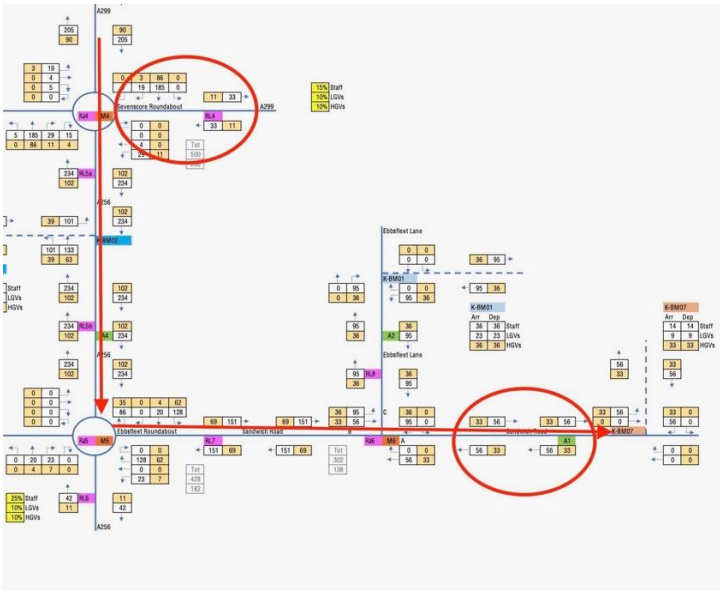 A299
205 90
90 205
3 19
0 4
0 5
0 0
0 3 86 0
0 19 185 0
11 33
15% Staff
10% LGVs
10% HGVs
Sevenscore Roundabout
A299
RJ4 M4
RL4
33 11
5 185 29 15
0 86 11 4
0 0
0 0
4 0
25 11
Tot
500
234 RL5a 102
102 234
A256
39 101
102
234
K-BM02
101 133
39 63
Ebbsfleet Lane
0 0
0 0
36 95
K-BM01
Staff
LGVs
HGVs
234 102
102 234
0 95
0 36
0 0
95 36
95 36
K-BM01
Arr Dep
36 36 Staff
23 23 LGVs
36 36 HGVs
K-BM07
Arr Dep
14 14 Staff
9 9 LGVs
33 33 HGVs
234 RL5b A4 102
102 234
A256
95 A2 36
36 95
Ebbsfleet Lane
102
234
95 RL8 36
36 95
56 33
33 56
0 0
0 0
0 0
0 0
35 0 4 62
86 0 20 128
69 151
69 151
36 95
33 56
C
36 0
95 0
33 56
33 56
33 56
0 0
33 0
56 0
Ebbsfleet Roundabout
Sandwich Road
B
Sandwich Road
RJ5 M5
RL7
RJ6 M6 A
A1
K-BM07
151 69
151 69
0 20 23 0
0 4 7 0
0 0
128 62
0 0
23 7
Tot
428
182
Tot
302
138
0 0
56 33
56 33
56 33
0 0
0 0
25% Staff
10% LGVs
10% HGVs
42 RL6 11
11 42
A256